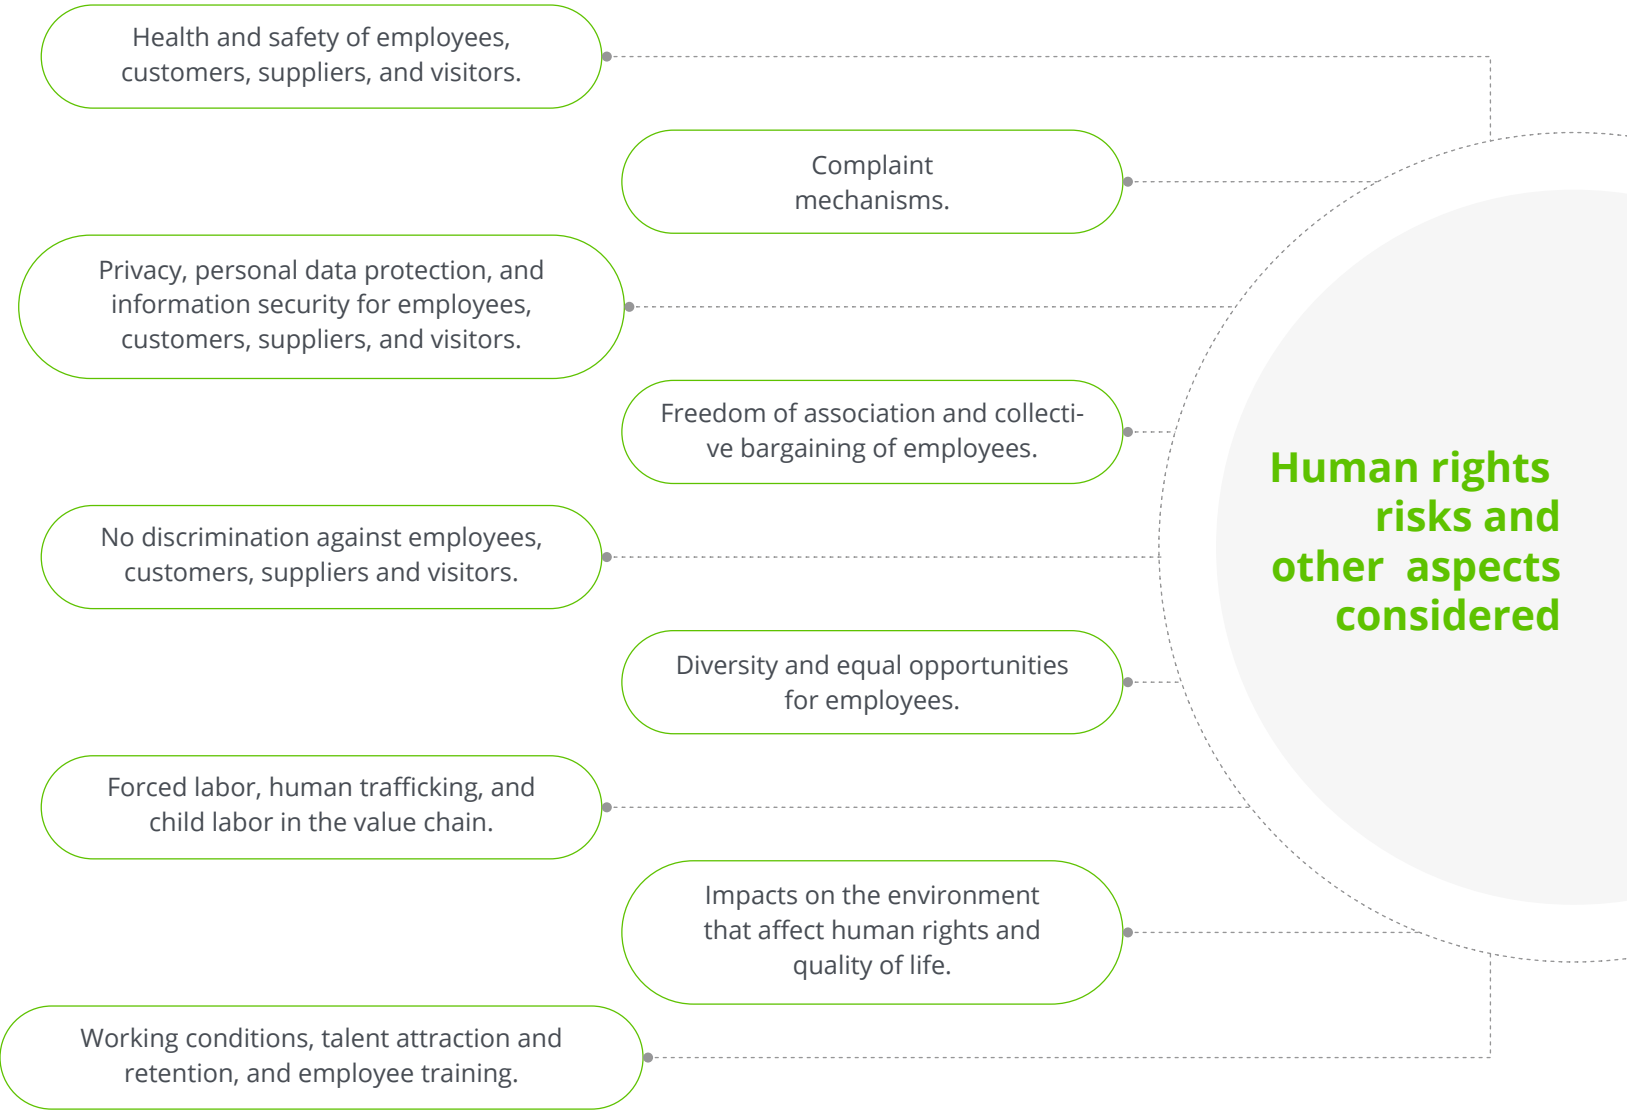 Health and safety of employees,
customers, suppliers, and visitors.
Complaint
mechanisms.
Privacy, personal data protection, and
information security for employees,
customers, suppliers, and visitors.
Freedom of association and collecti-
ve bargaining of employees.
No discrimination against employees,
customers, suppliers and visitors.
Diversity and equal opportunities
for employees.
Forced labor, human trafficking, and
child labor in the value chain.
Impacts on the environment
that affect human rights and
quality of life.
Working conditions, talent attraction and
retention, and employee training.
Human rights
risks and
other aspects
considered